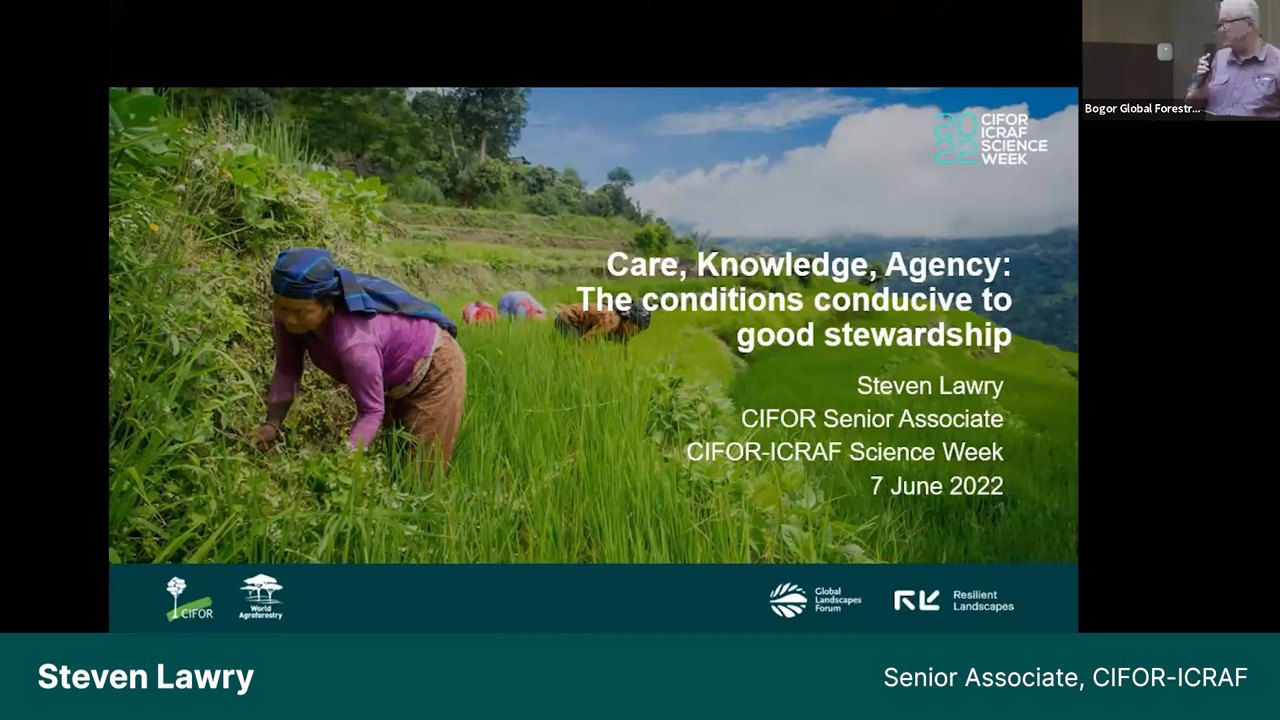 Bogor Global Forestr...
2022
CIFOR
ICRAF
SCIENCE
WEEK
Care, Knowledge, Agency:
The conditions conducive to
good stewardship
Steven Lawry
CIFOR Senior Associate
CIFOR-ICRAF Science Week
7 June 2022
CIFOR
World
Agroforestry
Global
Landscapes
Forum
Resilient
Landscapes
Steven Lawry
Senior Associate, CIFOR-ICRAF